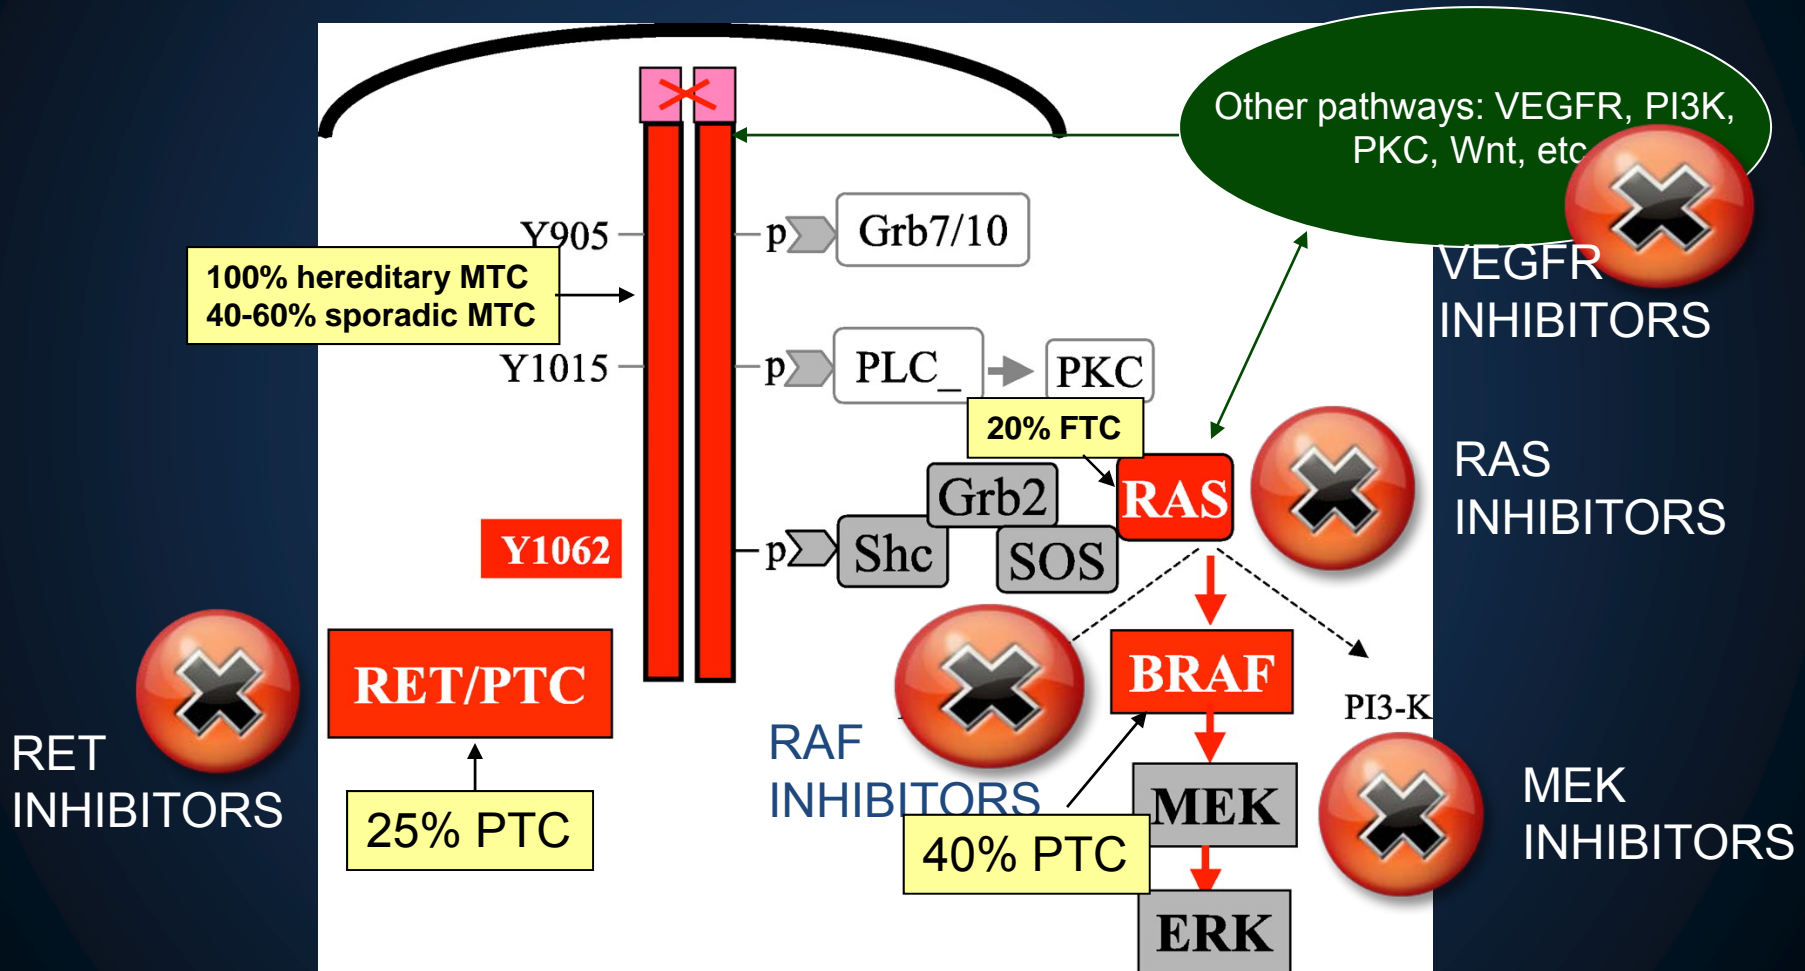 Other pathways: VEGFR, PI3K,
PKC, Wnt, etc
VEGFR
INHIBITORS
Y905
p
Grb7/10
100% hereditary MTC
40-60% sporadic MTC
Y1015
p
PLC_
PKC
20% FTC
RAS
RAS
INHIBITORS
Grb2
Y1062
p
Shc
SOS
RET/PTC
BRAF
PI3-K
RET
INHIBITORS
RAF
INHIBITORS
25% PTC
40% PTC
MEK
MEK
INHIBITORS
ERK